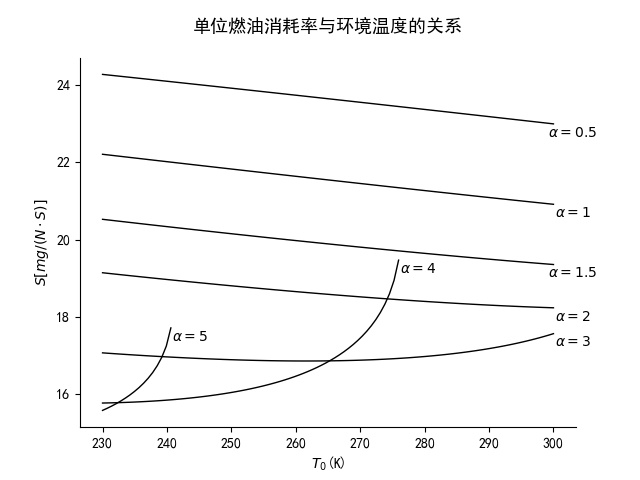 单位燃油消耗率与环境温度的关系
24
22
20
18
16
S[mg/(N·S)]
α = 0.5
α = 1
α = 1.5
α = 2
α = 3
α = 4
α = 5
230 240 250 260 270 280 290 300
T₀(K)